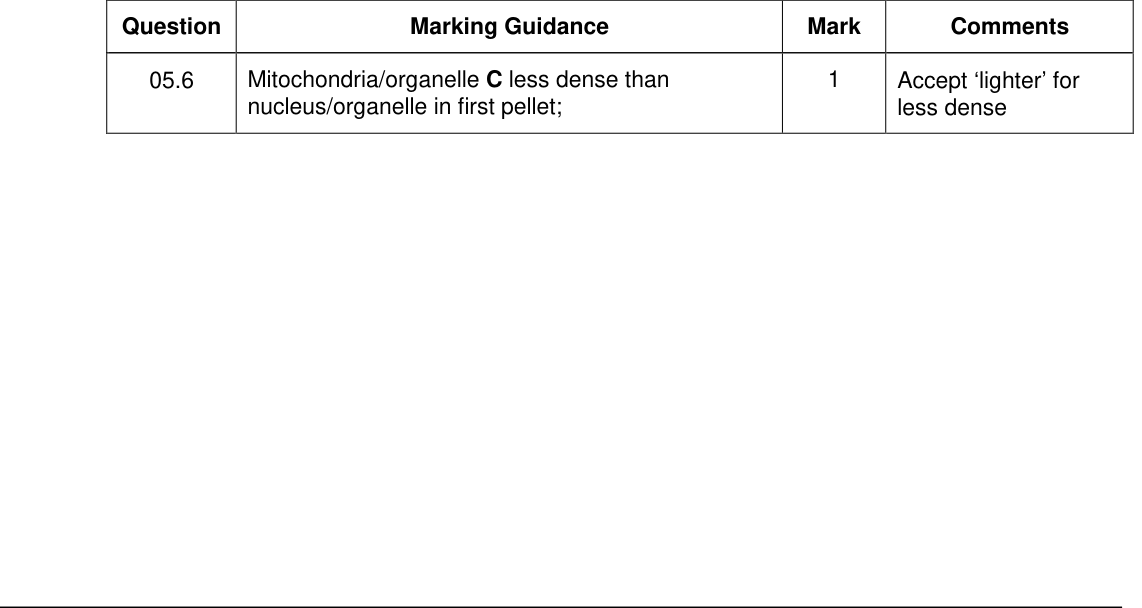 Question Marking Guidance Mark Comments
05.6 Mitochondria/organelle C less dense than 1 Accept ‘lighter’ for
nucleus/organelle in first pellet; less dense